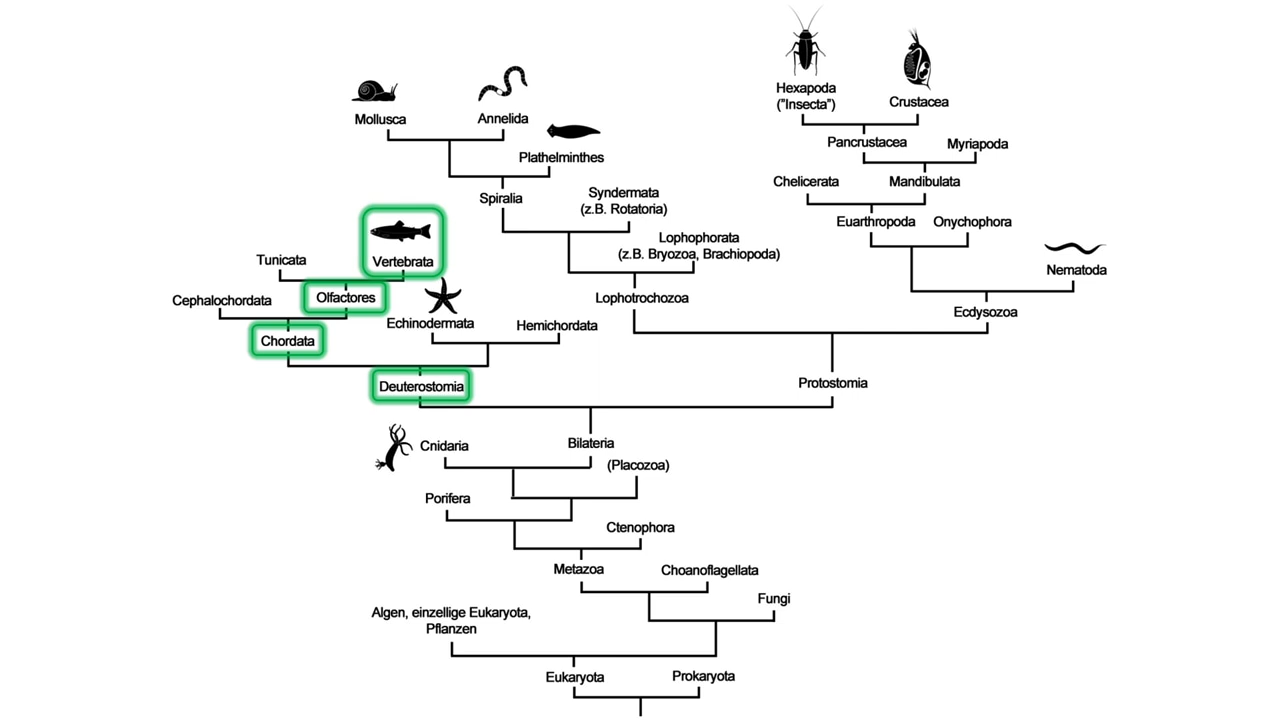 Hexapoda
("Insecta")
Crustacea
Mollusca
Annelida
Pancrustacea
Myriapoda
Plathelminthes
Chelicerata
Mandibulata
Spiralia
Syndermata
(z.B. Rotatoria)
Euarthropoda
Onychophora
Lophophorata
(z.B. Bryozoa, Brachiopoda)
Tunicata
Vertebrata
Nematoda
Cephalochordata
Olfactores
Lophotrochozoa
Ecdysozoa
Echinodermata
Hemichordata
Chordata
Deuterostomia
Protostomia
Cnidaria
Bilateria
(Placozoa)
Porifera
Ctenophora
Metazoa
Choanoflagellata
Fungi
Algen, einzellige Eukaryota,
Pflanzen
Eukaryota
Prokaryota